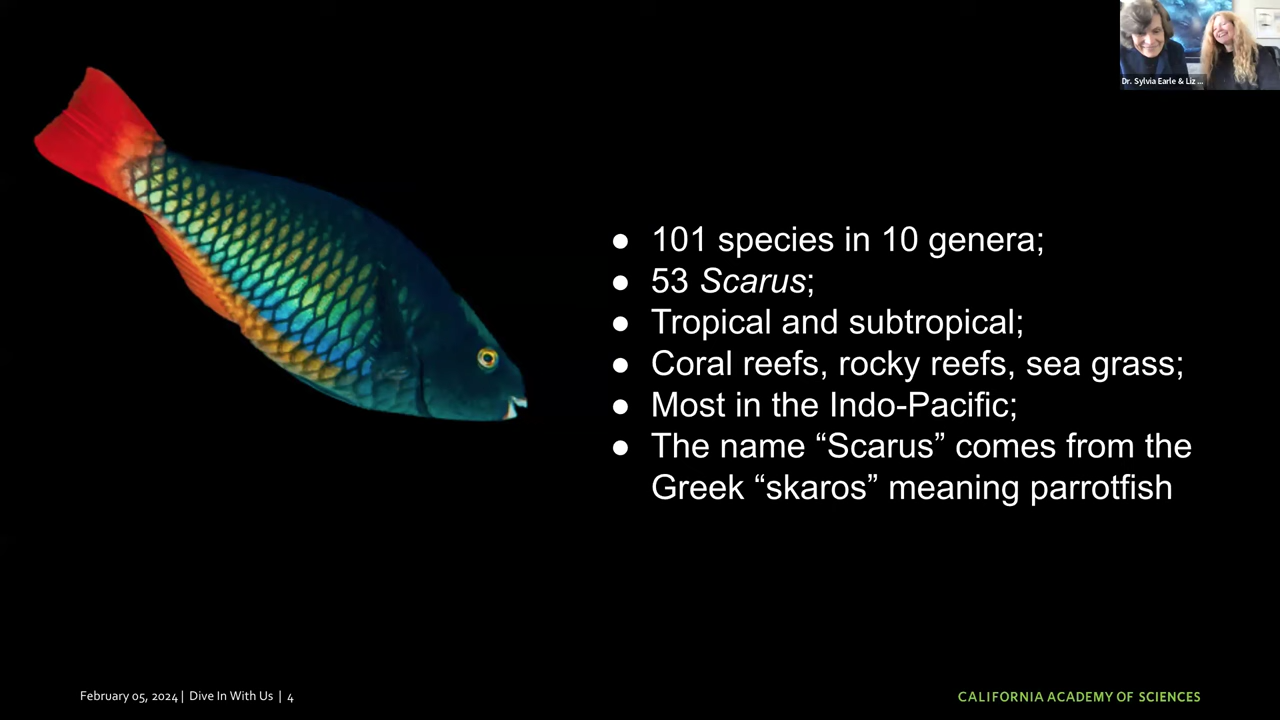 Dr. Sylvia Earle & Liz ...
● 101 species in 10 genera;
● 53 Scarus;
● Tropical and subtropical;
● Coral reefs, rocky reefs, sea grass;
● Most in the Indo-Pacific;
● The name “Scarus” comes from the
Greek “skaros” meaning parrotfish
February 05, 2024 | Dive In With Us | 4
CALIFORNIA ACADEMY OF SCIENCES